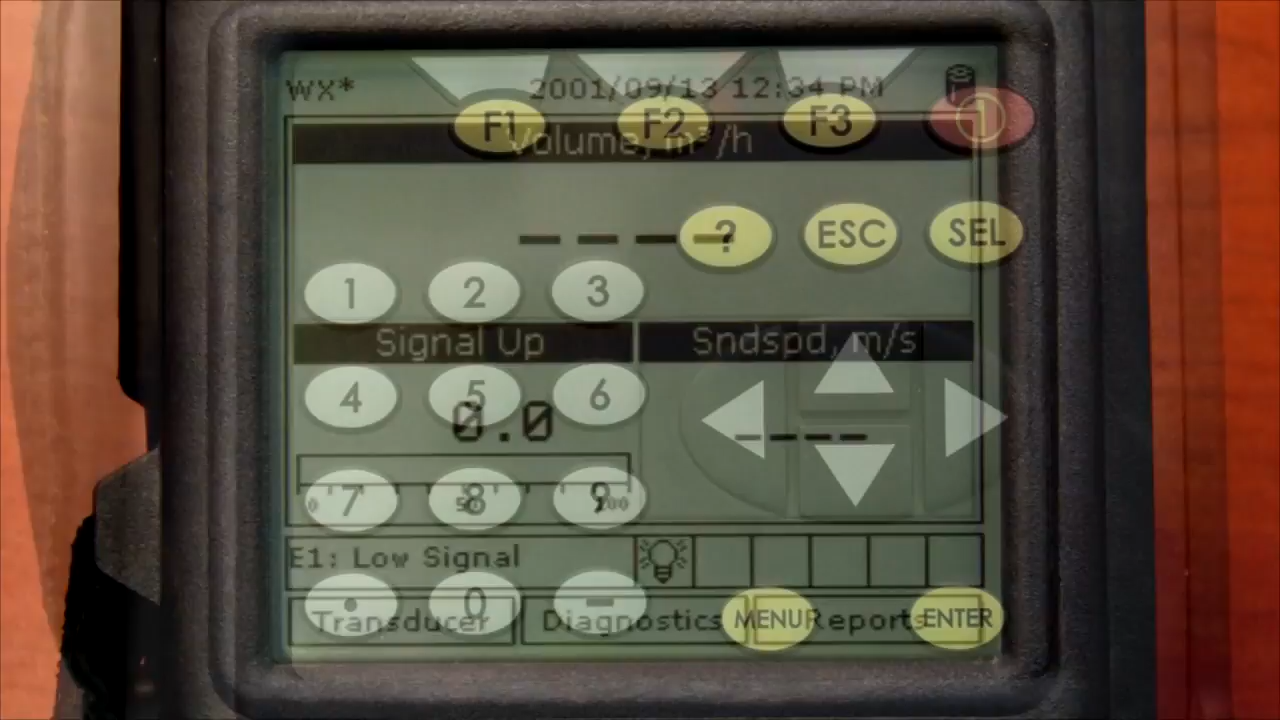 WX* 2001/09/13 12:34 PM
F1 F2 F3
Volume, m³/h
---- ? ESC SEL
1 2 3
Signal Up Sndspd, m/s
4 5 6
0.0 ----
7 8 9
0 50 100
E1: Low Signal
. 0 -
Transducer Diagnostics Reports
MENU ENTER